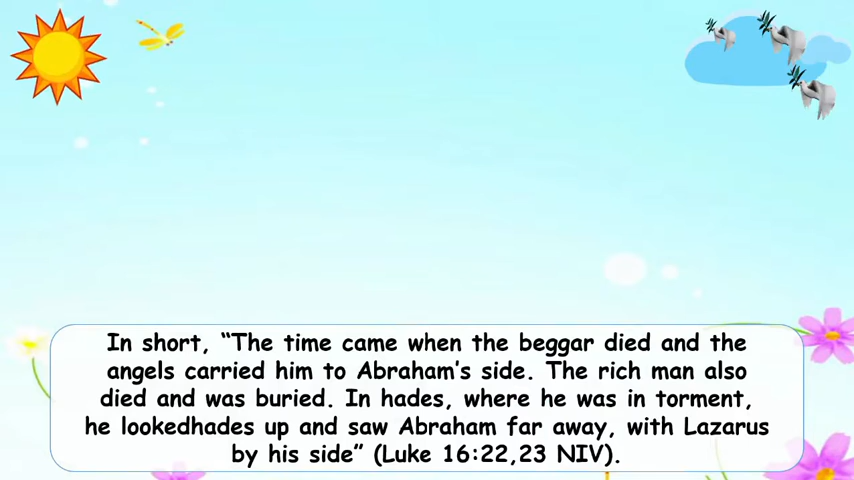 In short, “The time came when the beggar died and the
angels carried him to Abraham’s side. The rich man also
died and was buried. In hades, where he was in torment,
he lookedhades up and saw Abraham far away, with Lazarus
by his side” (Luke 16:22,23 NIV).